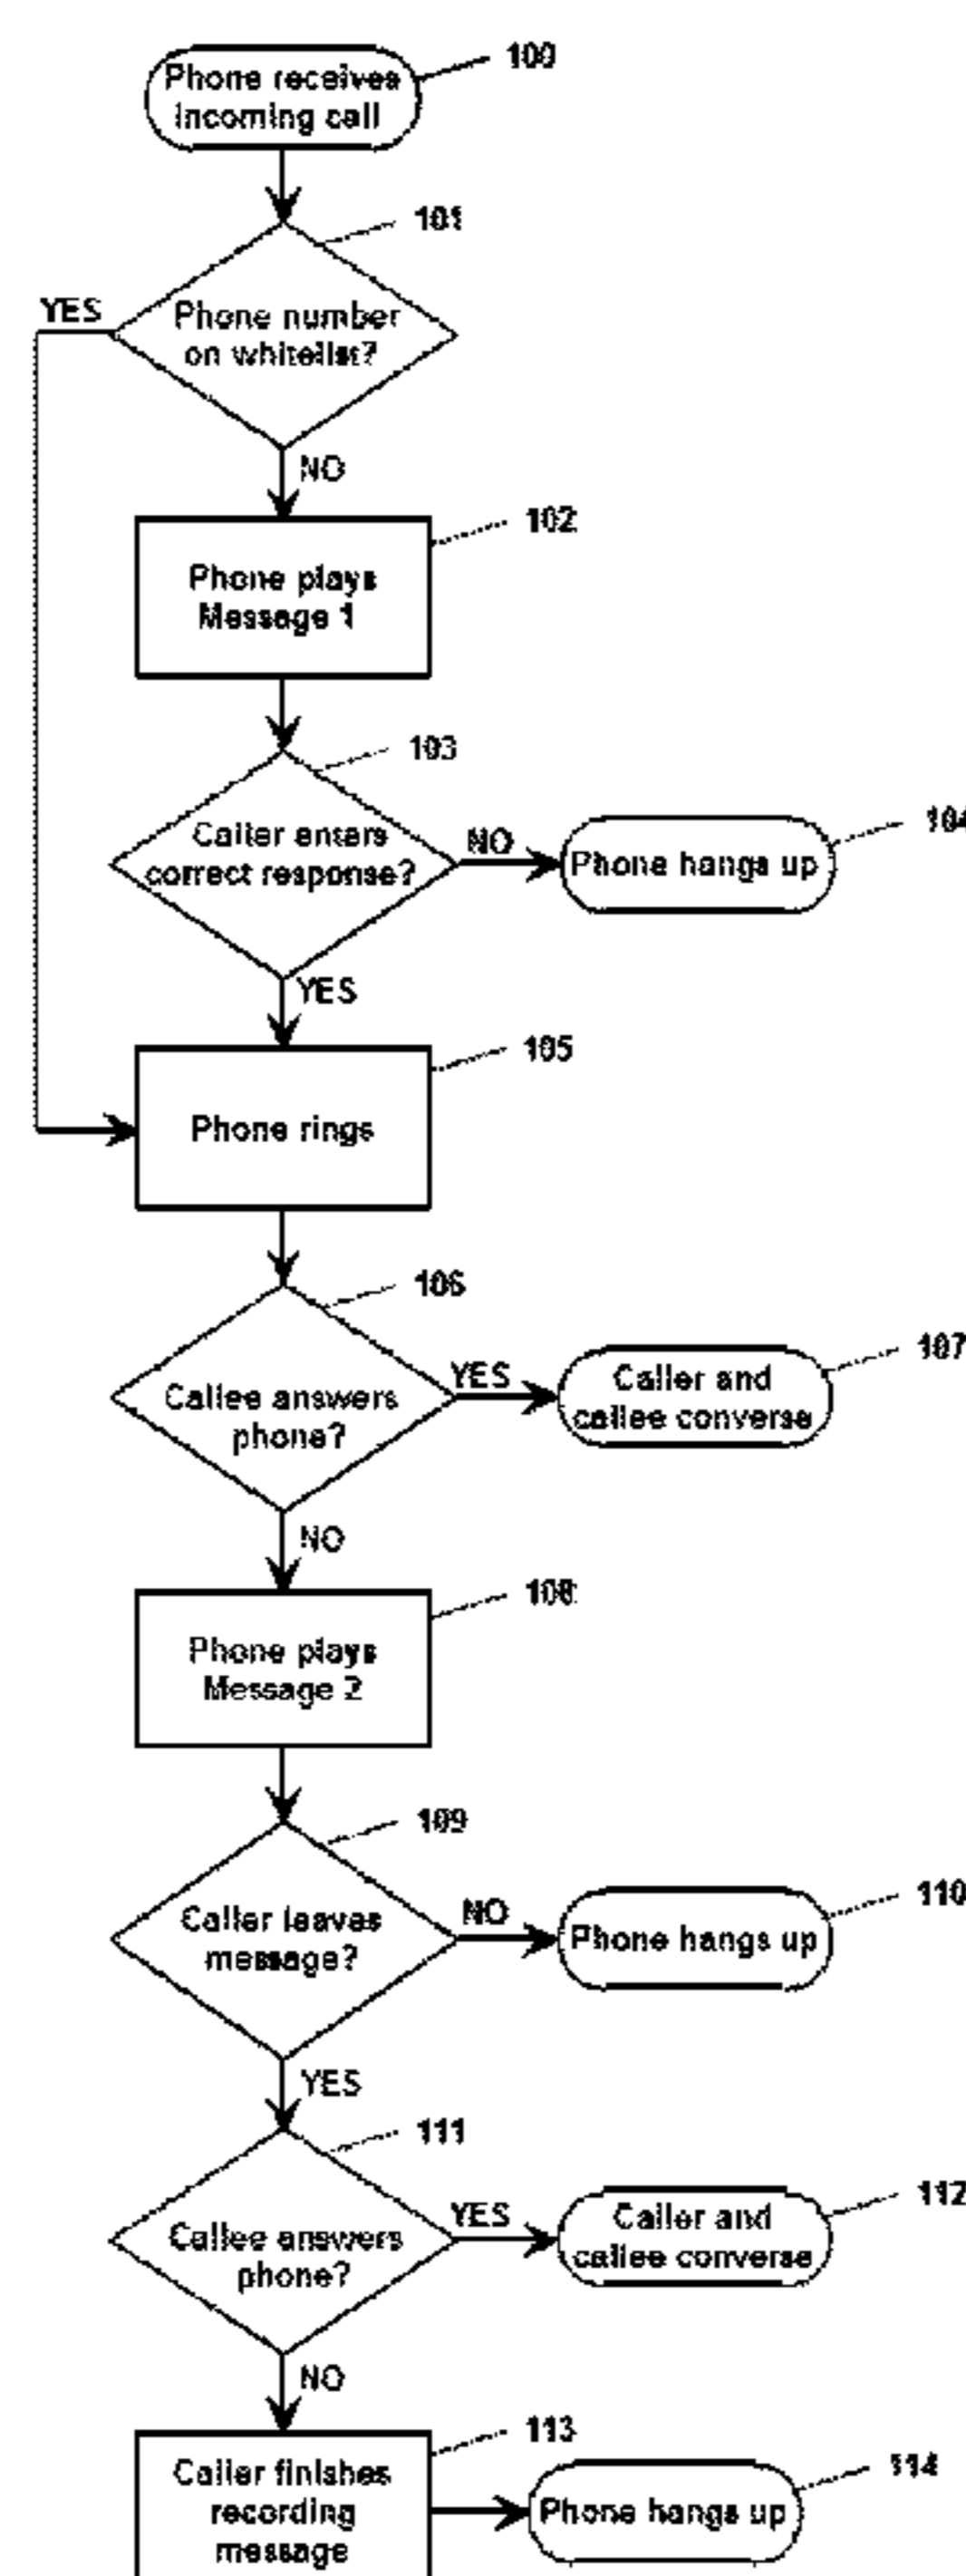 Phone receives
incoming call
100
101
YES
Phone number
on whitelist?
NO
102
Phone plays
Message 1
103
Caller enters
correct response?
NO
Phone hangs up
104
YES
105
Phone rings
106
Callee answers
phone?
YES
Caller and
callee converse
107
NO
108
Phone plays
Message 2
109
Caller leaves
message?
NO
Phone hangs up
110
YES
111
Callee answers
phone?
YES
Caller and
callee converse
112
NO
113
Caller finishes
recording
message
Phone hangs up
114